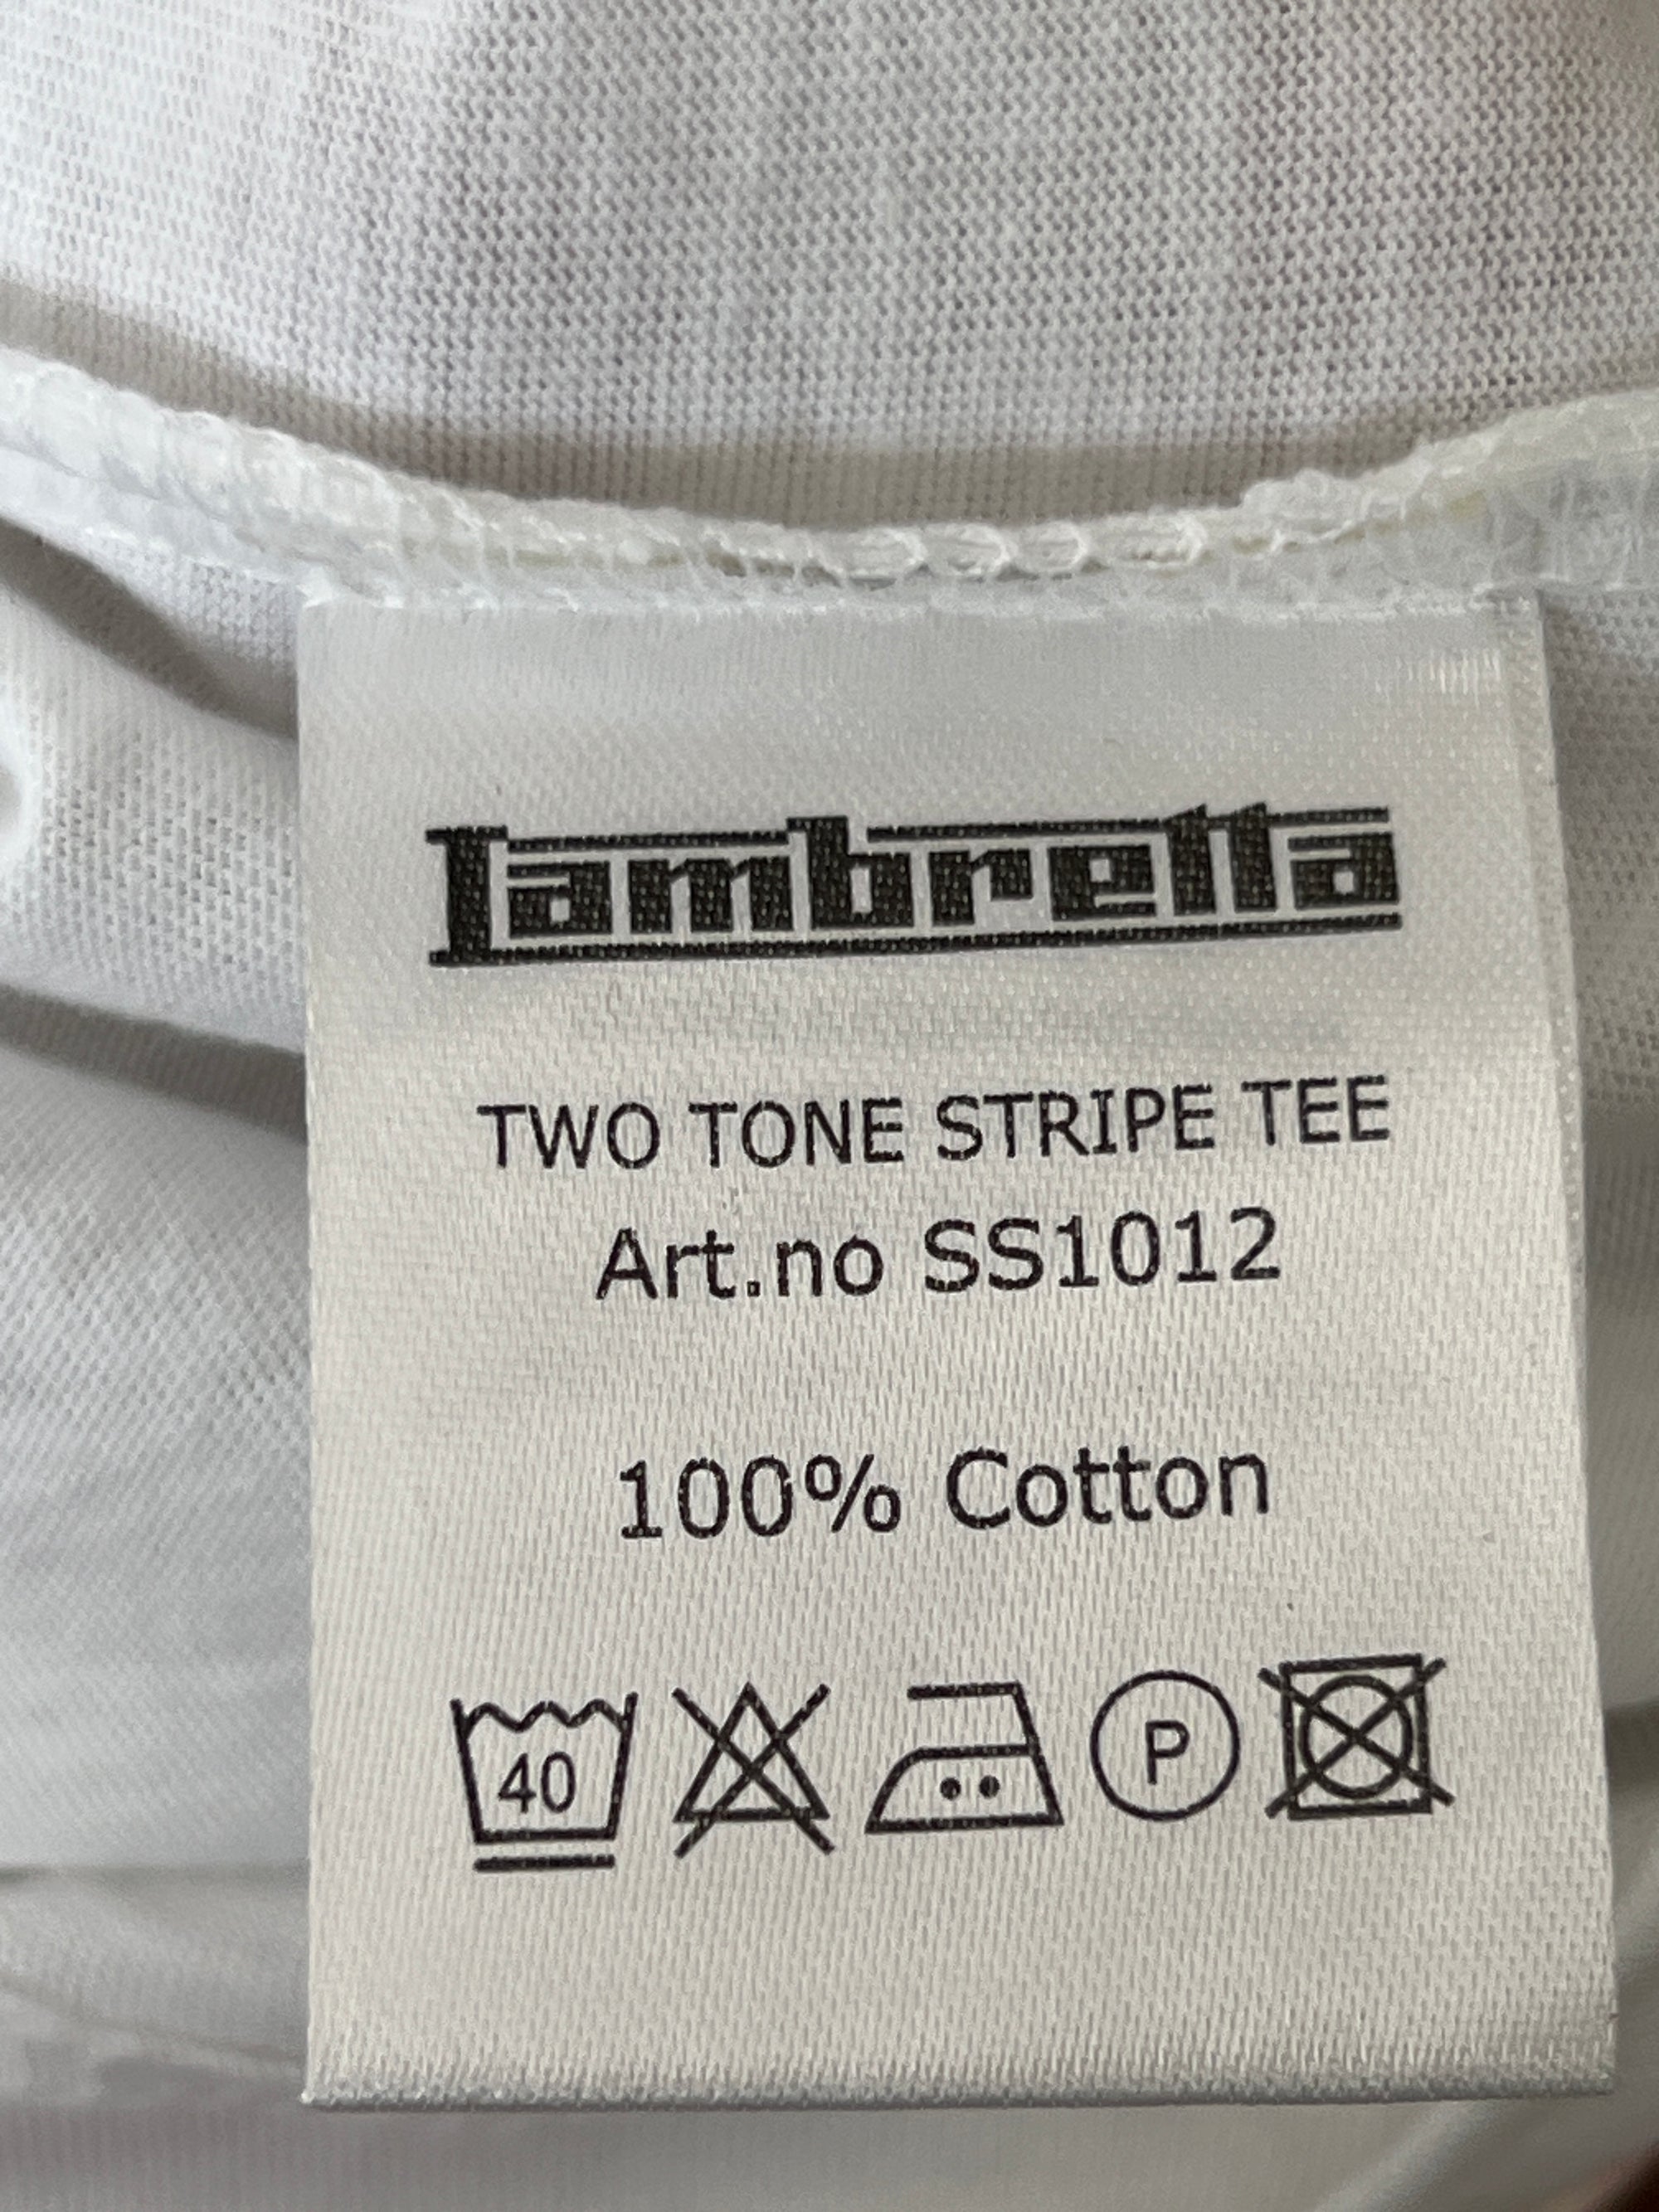 Lambretta
TWO TONE STRIPE TEE
Art.no SS1012
100% Cotton
40 P